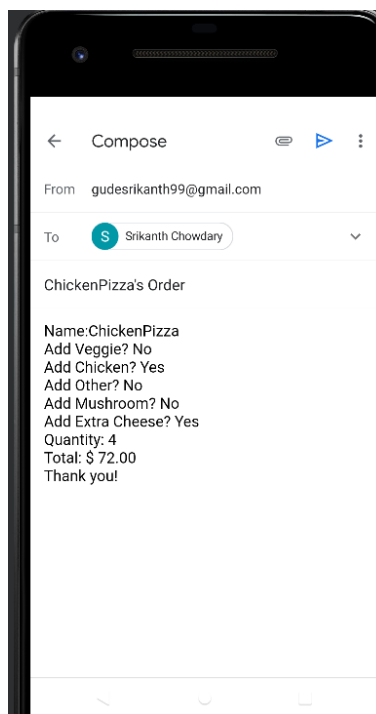 Compose
From gudesrikanth99@gmail.com
To S Srikanth Chowdary
ChickenPizza's Order
Name:ChickenPizza
Add Veggie? No
Add Chicken? Yes
Add Other? No
Add Mushroom? No
Add Extra Cheese? Yes
Quantity: 4
Total: $ 72.00
Thank you!